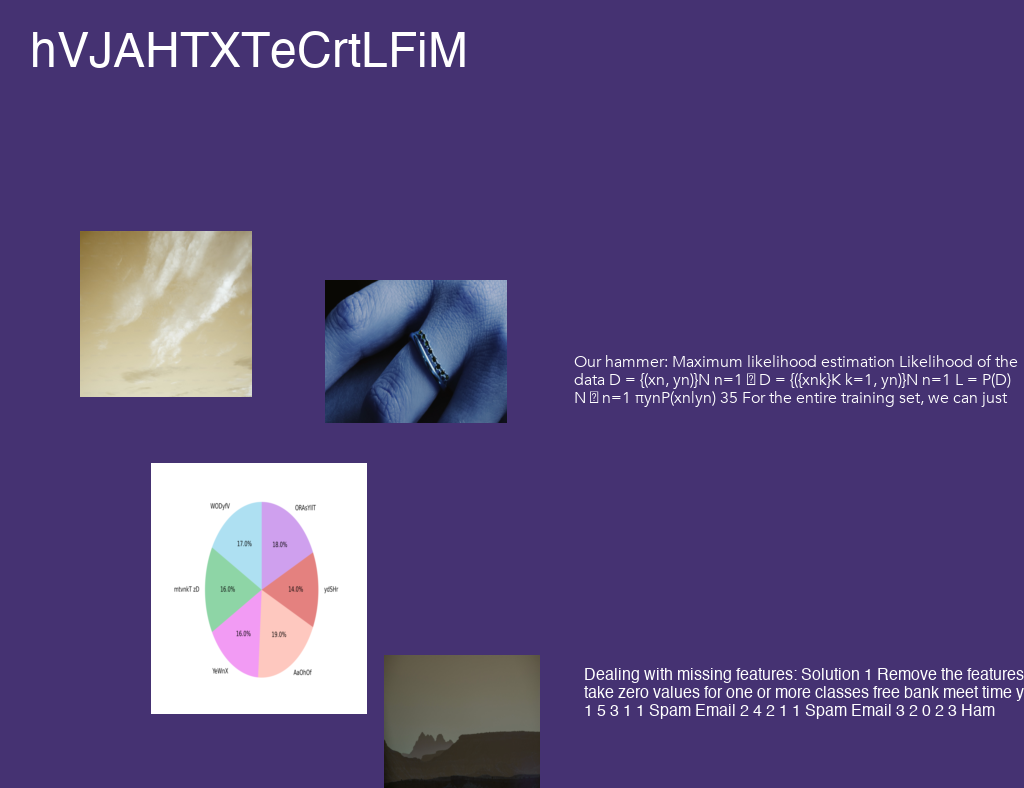 hVJAHTXTeCrtLFiM
Our hammer: Maximum likelihood estimation Likelihood of the
data D = {(xn, yn)}N n=1 D = {({xnk}K k=1, yn)}N n=1 L = P(D)
N n=1 πynP(xn|yn) 35 For the entire training set, we can just
WODyfV
ORAsYlIT
17.0%
18.0%
mtvnkT zD
16.0%
14.0%
ydSHr
16.0%
19.0%
YeWnX
AaOhOf
Dealing with missing features: Solution 1 Remove the features
take zero values for one or more classes free bank meet time y
1 5 3 1 1 Spam Email 2 4 2 1 1 Spam Email 3 2 0 2 3 Ham